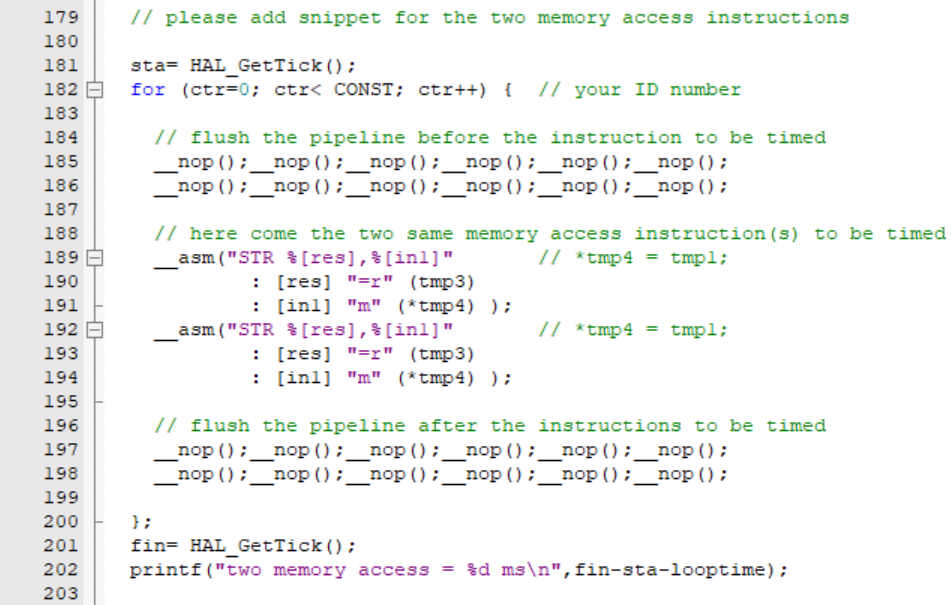 179 // please add snippet for the two memory access instructions
180
181 sta= HAL_GetTick();
182 for (ctr=0; ctr< CONST; ctr++) { // your ID number
183
184 // flush the pipeline before the instruction to be timed
185 __nop();__nop();__nop();__nop();__nop();__nop();
186 __nop();__nop();__nop();__nop();__nop();__nop();
187
188 // here come the two same memory access instruction(s) to be timed
189 __asm("STR %[res],%[in1]" // *tmp4 = tmp1;
190 : [res] "=r" (tmp3)
191 : [in1] "m" (*tmp4) );
192 __asm("STR %[res],%[in1]" // *tmp4 = tmp1;
193 : [res] "=r" (tmp3)
194 : [in1] "m" (*tmp4) );
195
196 // flush the pipeline after the instructions to be timed
197 __nop();__nop();__nop();__nop();__nop();__nop();
198 __nop();__nop();__nop();__nop();__nop();__nop();
199
200 };
201 fin= HAL_GetTick();
202 printf("two memory access = %d ms\n",fin-sta-looptime);
203